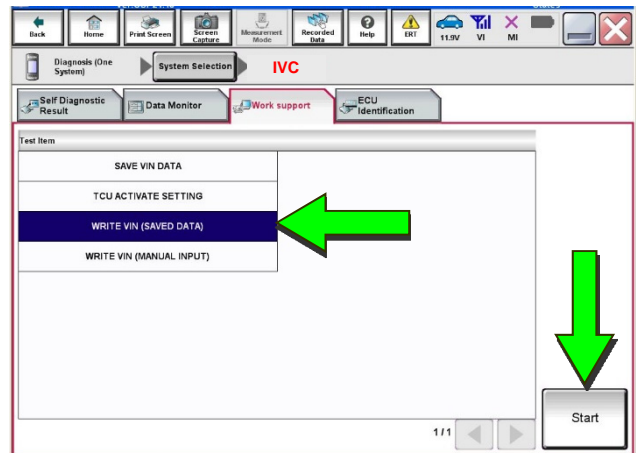 Back
Home
Print Screen
Screen
Capture
Measurement
Mode
Recorded
Data
Help
ERT
11.9V
VI
MI
Diagnosis (One
System)
System Selection
IVC
Self Diagnostic
Result
Data Monitor
Work support
ECU
Identification
Test Item
SAVE VIN DATA
TCU ACTIVATE SETTING
WRITE VIN (SAVED DATA)
WRITE VIN (MANUAL INPUT)
1/1
Start